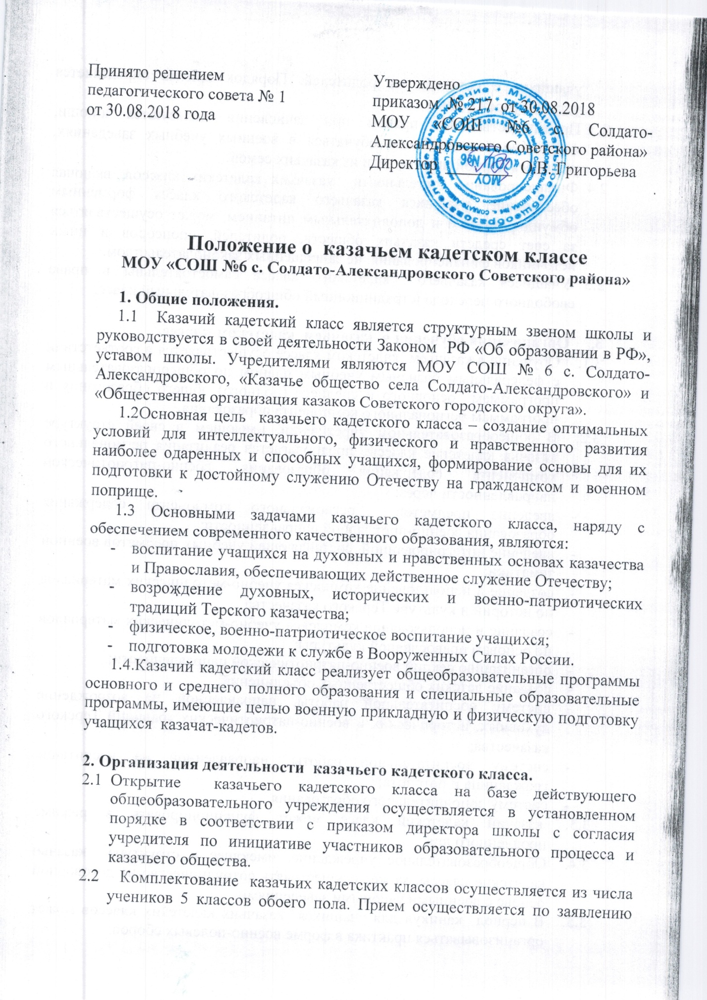 Принято решением
педагогического совета № 1
от 30.08.2018 года
Утверждено
приказом № 217 от 30.08.2018
МОУ «СОШ №6 с. Солдато-
Александровского Советского района»
Директор _________ О.В. Григорьева
МОУ
«СОШ №6
Положение о казачьем кадетском классе
МОУ «СОШ №6 с. Солдато-Александровского Советского района»
1. Общие положения.
1.1 Казачий кадетский класс является структурным звеном школы и
руководствуется в своей деятельности Законом РФ «Об образовании в РФ»,
уставом школы. Учредителями являются МОУ СОШ № 6 с. Солдато-
Александровского, «Казачье общество села Солдато-Александровского» и
«Общественная организация казаков Советского городского округа».
1.2Основная цель казачьего кадетского класса – создание оптимальных
условий для интеллектуального, физического и нравственного развития
наиболее одаренных и способных учащихся, формирование основы для их
подготовки к достойному служению Отечеству на гражданском и военном
поприще.
1.3 Основными задачами казачьего кадетского класса, наряду с
обеспечением современного качественного образования, являются:
- воспитание учащихся на духовных и нравственных основах казачества
и Православия, обеспечивающих действенное служение Отечеству;
- возрождение духовных, исторических и военно-патриотических
традиций Терского казачества;
- физическое, военно-патриотическое воспитание учащихся;
- подготовка молодежи к службе в Вооруженных Силах России.
1.4.Казачий кадетский класс реализует общеобразовательные программы
основного и среднего полного образования и специальные образовательные
программы, имеющие целью военную прикладную и физическую подготовку
учащихся казачат-кадетов.
2. Организация деятельности казачьего кадетского класса.
2.1 Открытие казачьего кадетского класса на базе действующего
общеобразовательного учреждения осуществляется в установленном
порядке в соответствии с приказом директора школы с согласия
учредителя по инициативе участников образовательного процесса и
казачьего общества.
2.2 Комплектование казачьих кадетских классов осуществляется из числа
учеников 5 классов обоего пола. Прием осуществляется по заявлению